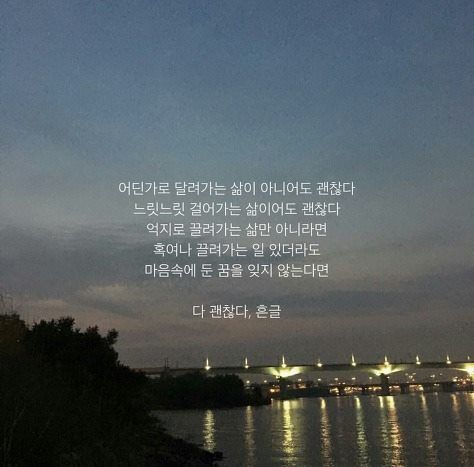 어딘가로 달려가는 삶이 아니어도 괜찮다
느릿느릿 걸어가는 삶이어도 괜찮다
억지로 끌려가는 삶만 아니라면
혹여나 끌려가는 일 있더라도
마음속에 둔 꿈을 잊지 않는다면
다 괜찮다, 흔글